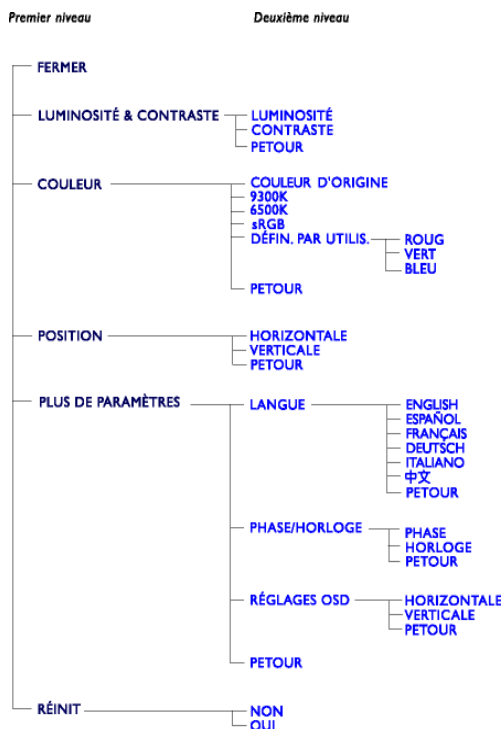 Premier niveau Deuxième niveau
FERMER
LUMINOSITÉ & CONTRASTE LUMINOSITÉ
CONTRASTE
PETOUR
COULEUR COULEUR D'ORIGINE
9300K
6500K
sRGB
DÉFIN. PAR UTILIS. ROUG
VERT
BLEU
PETOUR
POSITION HORIZONTALE
VERTICALE
PETOUR
PLUS DE PARAMÈTRES LANGUE ENGLISH
ESPAÑOL
FRANÇAIS
DEUTSCH
ITALIANO
中文
PETOUR
PHASE/HORLOGE PHASE
HORLOGE
PETOUR
RÉGLAGES OSD HORIZONTALE
VERTICALE
PETOUR
PETOUR
RÉINIT NON
OUI